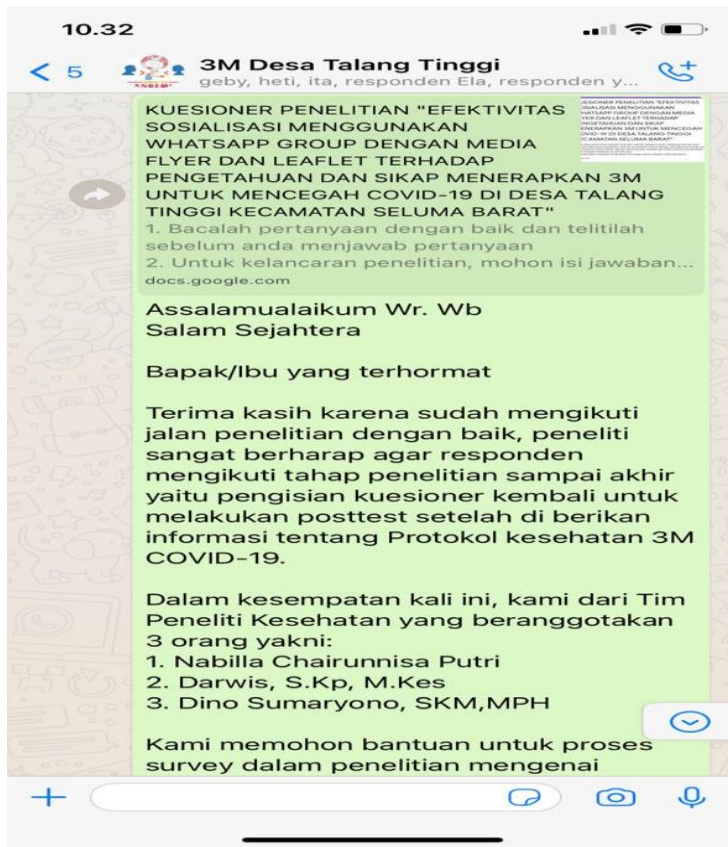 10.32
5
3M Desa Talang Tinggi
geby, heti, ita, responden Ela, responden y...
KUESIONER PENELITIAN "EFEKTIVITAS
SOSIALISASI MENGGUNAKAN
WHATSAPP GROUP DENGAN MEDIA
FLYER DAN LEAFLET TERHADAP
PENGETAHUAN DAN SIKAP MENERAPKAN 3M
UNTUK MENCEGAH COVID-19 DI DESA TALANG
TINGGI KECAMATAN SELUMA BARAT"
1. Bacalah pertanyaan dengan baik dan telitilah
sebelum anda menjawab pertanyaan
2. Untuk kelancaran penelitian, mohon isi jawaban...
docs.google.com
Assalamualaikum Wr. Wb
Salam Sejahtera
Bapak/Ibu yang terhormat
Terima kasih karena sudah mengikuti
jalan penelitian dengan baik, peneliti
sangat berharap agar responden
mengikuti tahap penelitian sampai akhir
yaitu pengisian kuesioner kembali untuk
melakukan posttest setelah di berikan
informasi tentang Protokol kesehatan 3M
COVID-19.
Dalam kesempatan kali ini, kami dari Tim
Peneliti Kesehatan yang beranggotakan
3 orang yakni:
1. Nabilla Chairunnisa Putri
2. Darwis, S.Kp, M.Kes
3. Dino Sumaryono, SKM,MPH
Kami memohon bantuan untuk proses
survey dalam penelitian mengenai